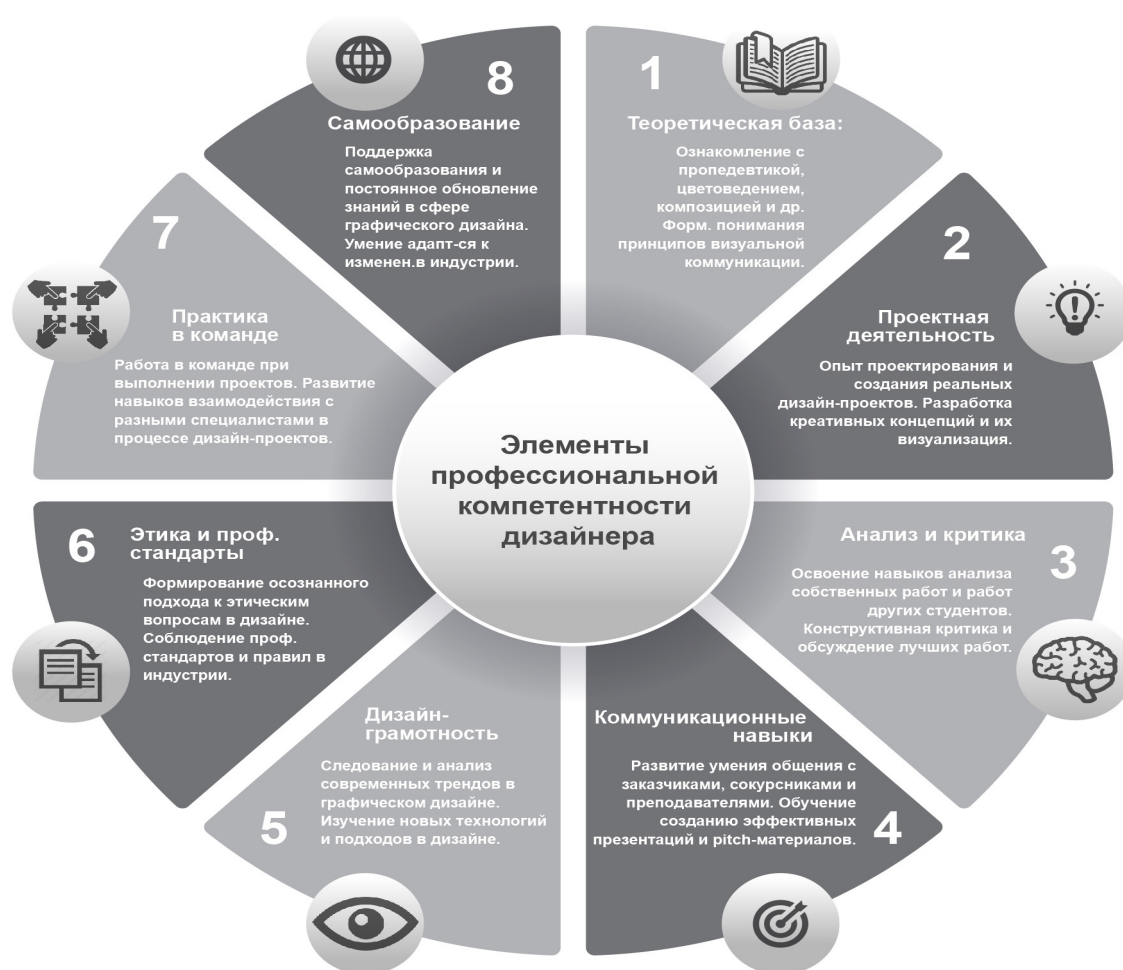 Элементы
профессиональной
компетентности
дизайнера
1
Теоретическая база:
Ознакомление с
пропедевтикой,
цветоведением,
композицией и др.
Форм. понимания
принципов визуальной
коммуникации.
2
Проектная
деятельность
Опыт проектирования и
создания реальных
дизайн-проектов. Разработка
креативных концепций и их
визуализация.
3
Анализ и критика
Освоение навыков анализа
собственных работ и работ
других студентов.
Конструктивная критика и
обсуждение лучших работ.
4
Коммуникационные
навыки
Развитие умения общения с
заказчиками, сокурсниками и
преподавателями. Обучение
созданию эффективных
презентаций и pitch-материалов.
5
Дизайн-
грамотность
Следование и анализ
современных трендов в
графическом дизайне.
Изучение новых технологий
и подходов в дизайне.
6
Этика и проф.
стандарты
Формирование осознанного
подхода к этическим
вопросам в дизайне.
Соблюдение проф.
стандартов и правил в
индустрии.
7
Практика
в команде
Работа в команде при
выполнении проектов. Развитие
навыков взаимодействия с
разными специалистами в
процессе дизайн-проектов.
8
Самообразование
Поддержка
самообразования и
постоянное обновление
знаний в сфере
графического дизайна.
Умение адапт-ся к
изменен.в индустрии.